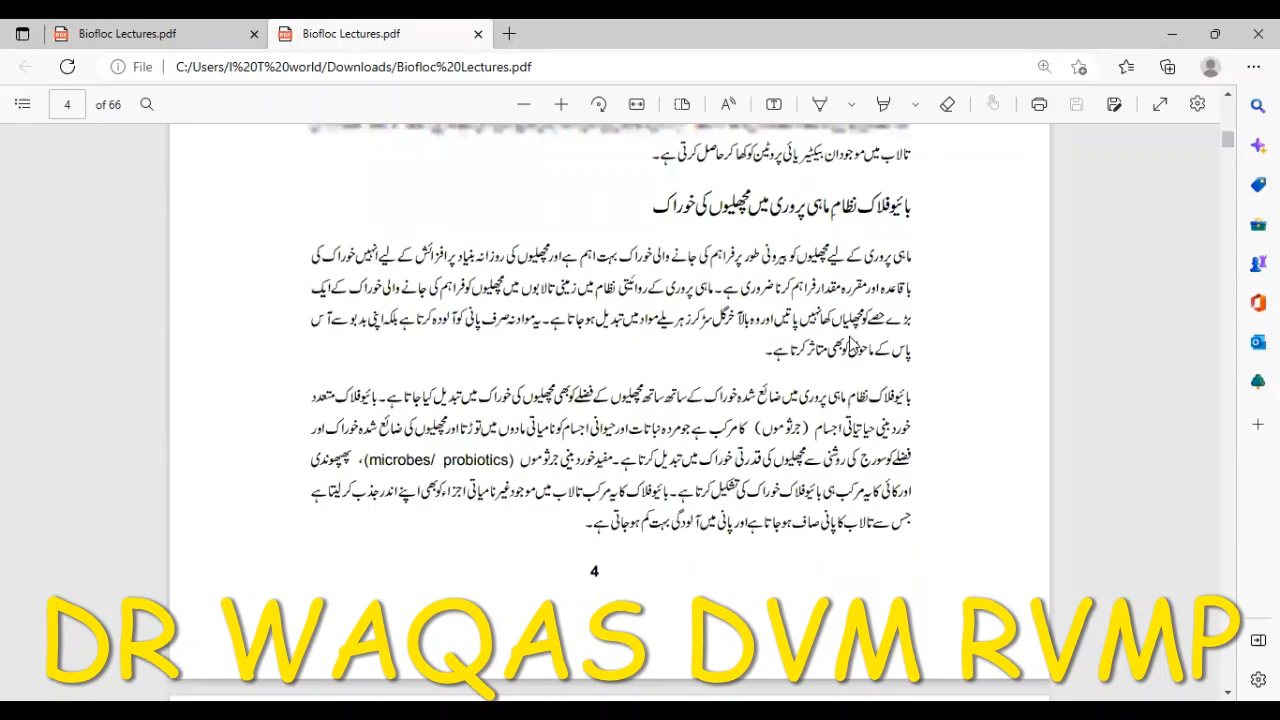 Biofloc Lectures.pdf
Biofloc Lectures.pdf
File
C:/Users/I%20T%20world/Downloads/Biofloc%20Lectures.pdf
4 of 66
تالاب میں موجود ان بیکٹیریائی پروٹین کو کھا کر حاصل کرتی ہے۔
بائیوفلاک نظامِ ماہی پروری میں مچھلیوں کی خوراک
ماہی پروری کے لیے مچھلیوں کو بیرونی طور پر فراہم کی جانے والی خوراک بہت اہم ہے اور مچھلیوں کی روزانہ بنیاد پر افزائش کے لیے انہیں خوراک کی
باقاعدہ اور مقررہ مقدار فراہم کرنا ضروری ہے۔ ماہی پروری کے روائیتی نظام میں زمینی تالابوں میں مچھلیوں کو فراہم کی جانے والی خوراک کے ایک
بڑے حصے کو مچھلیاں کھا نہیں پاتیں اور وہ بالآخر گل سڑ کر زہریلے مواد میں تبدیل ہو جاتا ہے۔ یہ مواد نہ صرف پانی کو آلودہ کرتا ہے بلکہ اپنی بدبو سے آس
پاس کے ماحول کو بھی متاثر کرتا ہے۔
بائیوفلاک نظامِ ماہی پروری میں ضائع شدہ خوراک کے ساتھ ساتھ مچھلیوں کے فضلے کو بھی مچھلیوں کی خوراک میں تبدیل کیا جاتا ہے۔ بائیوفلاک متعدد
خوردبینی حیاتیاتی اجسام (جرثوموں) کا مرکب ہے جو مردہ نباتات اور حیوانی اجسام کو نامیاتی مادوں میں توڑتا اور مچھلیوں کی ضائع شدہ خوراک اور
فضلے کو سورج کی روشنی سے مچھلیوں کی قدرتی خوراک میں تبدیل کرتا ہے۔ مفید خوردبینی جرثوموں (microbes/ probiotics)، پھپھوندی
اور کائی کا یہ مرکب ہی بائیوفلاک خوراک کی تشکیل کرتا ہے۔ بائیوفلاک کا یہ مرکب تالاب میں موجود غیر نامیاتی اجزاء کو بھی اپنے اندر جذب کر لیتا ہے
جس سے تالاب کا پانی صاف ہو جاتا ہے اور پانی میں آلودگی بہت کم ہو جاتی ہے۔
4
DR WAQAS DVM RVMP